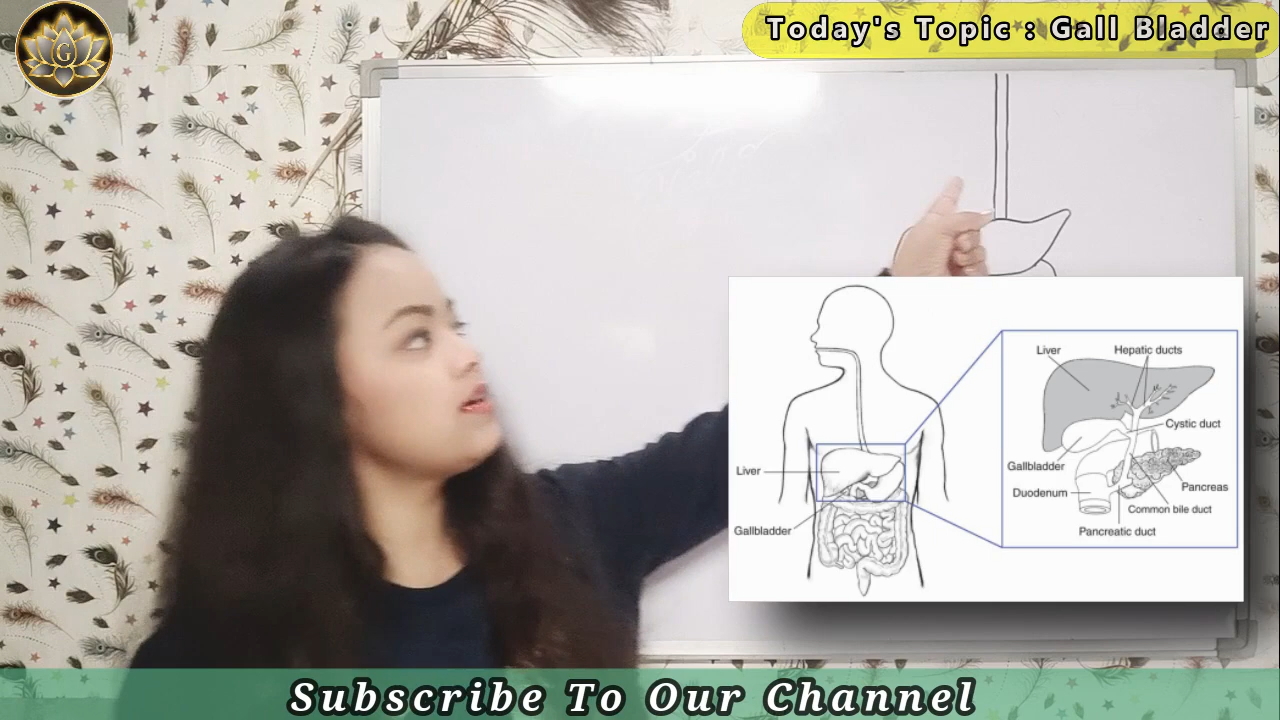 G
Today's Topic : Gall Bladder
Liver
Hepatic ducts
Cystic duct
Gallbladder
Duodenum
Pancreas
Common bile duct
Pancreatic duct
Liver
Gallbladder
Subscribe To Our Channel